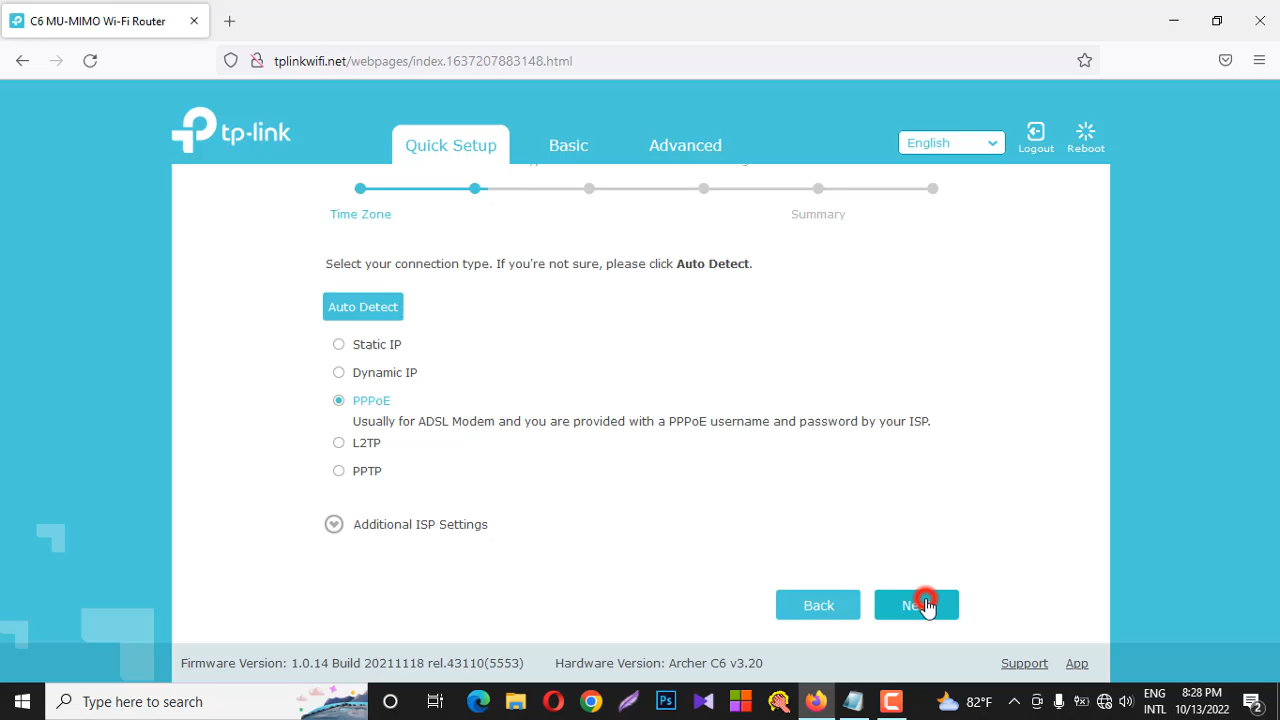 C6 MU-MIMO Wi-Fi Router
tplinkwifi.net/webpages/index.1637207883148.html
tp-link
Quick Setup
Basic
Advanced
English
Logout
Reboot
Time Zone
Summary
Select your connection type. If you're not sure, please click Auto Detect.
Auto Detect
Static IP
Dynamic IP
PPPoE
Usually for ADSL Modem and you are provided with a PPPoE username and password by your ISP.
L2TP
PPTP
Additional ISP Settings
Back
Firmware Version: 1.0.14 Build 20211118 rel.43110(5553)
Hardware Version: Archer C6 v3.20
Support
App
Type here to search
Ps
82°F
ENG
INTL
8:28 PM
10/13/2022
2